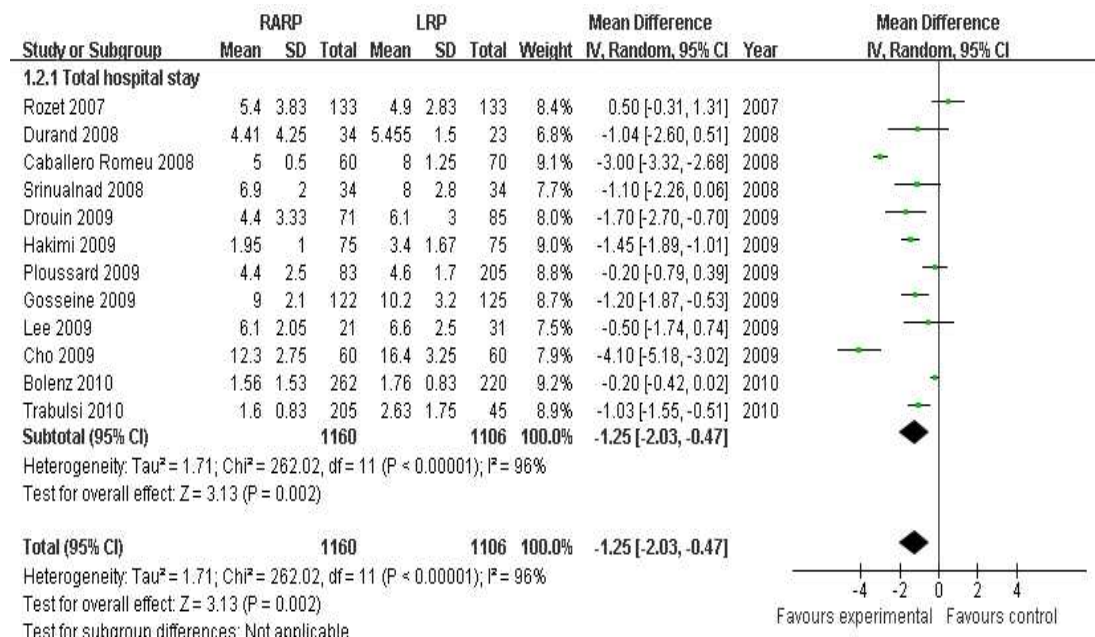 RARP LRP Mean Difference Mean Difference
Study or Subgroup Mean SD Total Mean SD Total Weight IV, Random, 95% CI Year IV, Random, 95% CI
1.2.1 Total hospital stay
Rozet 2007 5.4 3.83 133 4.9 2.83 133 8.4% 0.50 [-0.31, 1.31] 2007
Durand 2008 4.41 4.25 34 5.455 1.5 23 6.8% -1.04 [-2.60, 0.51] 2008
Caballero Romeu 2008 5 0.5 60 8 1.25 70 9.1% -3.00 [-3.32, -2.68] 2008
Srinualnad 2008 6.9 2 34 8 2.8 34 7.7% -1.10 [-2.26, 0.06] 2008
Drouin 2009 4.4 3.33 71 6.1 3 85 8.0% -1.70 [-2.70, -0.70] 2009
Hakimi 2009 1.95 1 75 3.4 1.67 75 9.0% -1.45 [-1.89, -1.01] 2009
Ploussard 2009 4.4 2.5 83 4.6 1.7 205 8.8% -0.20 [-0.79, 0.39] 2009
Gosseine 2009 9 2.1 122 10.2 3.2 125 8.7% -1.20 [-1.87, -0.53] 2009
Lee 2009 6.1 2.05 21 6.6 2.5 31 7.5% -0.50 [-1.74, 0.74] 2009
Cho 2009 12.3 2.75 60 16.4 3.25 60 7.9% -4.10 [-5.18, -3.02] 2009
Bolenz 2010 1.56 1.53 262 1.76 0.83 220 9.2% -0.20 [-0.42, 0.02] 2010
Trabulsi 2010 1.6 0.83 205 2.63 1.75 45 8.9% -1.03 [-1.55, -0.51] 2010
Subtotal (95% CI) 1160 1106 100.0% -1.25 [-2.03, -0.47]
Heterogeneity: Tau² = 1.71; Chi² = 262.02, df = 11 (P < 0.00001); I² = 96%
Test for overall effect: Z = 3.13 (P = 0.002)
Total (95% CI) 1160 1106 100.0% -1.25 [-2.03, -0.47]
Heterogeneity: Tau² = 1.71; Chi² = 262.02, df = 11 (P < 0.00001); I² = 96%
Test for overall effect: Z = 3.13 (P = 0.002)
Test for subgroup differences: Not applicable
-4 -2 0 2 4
Favours experimental Favours control